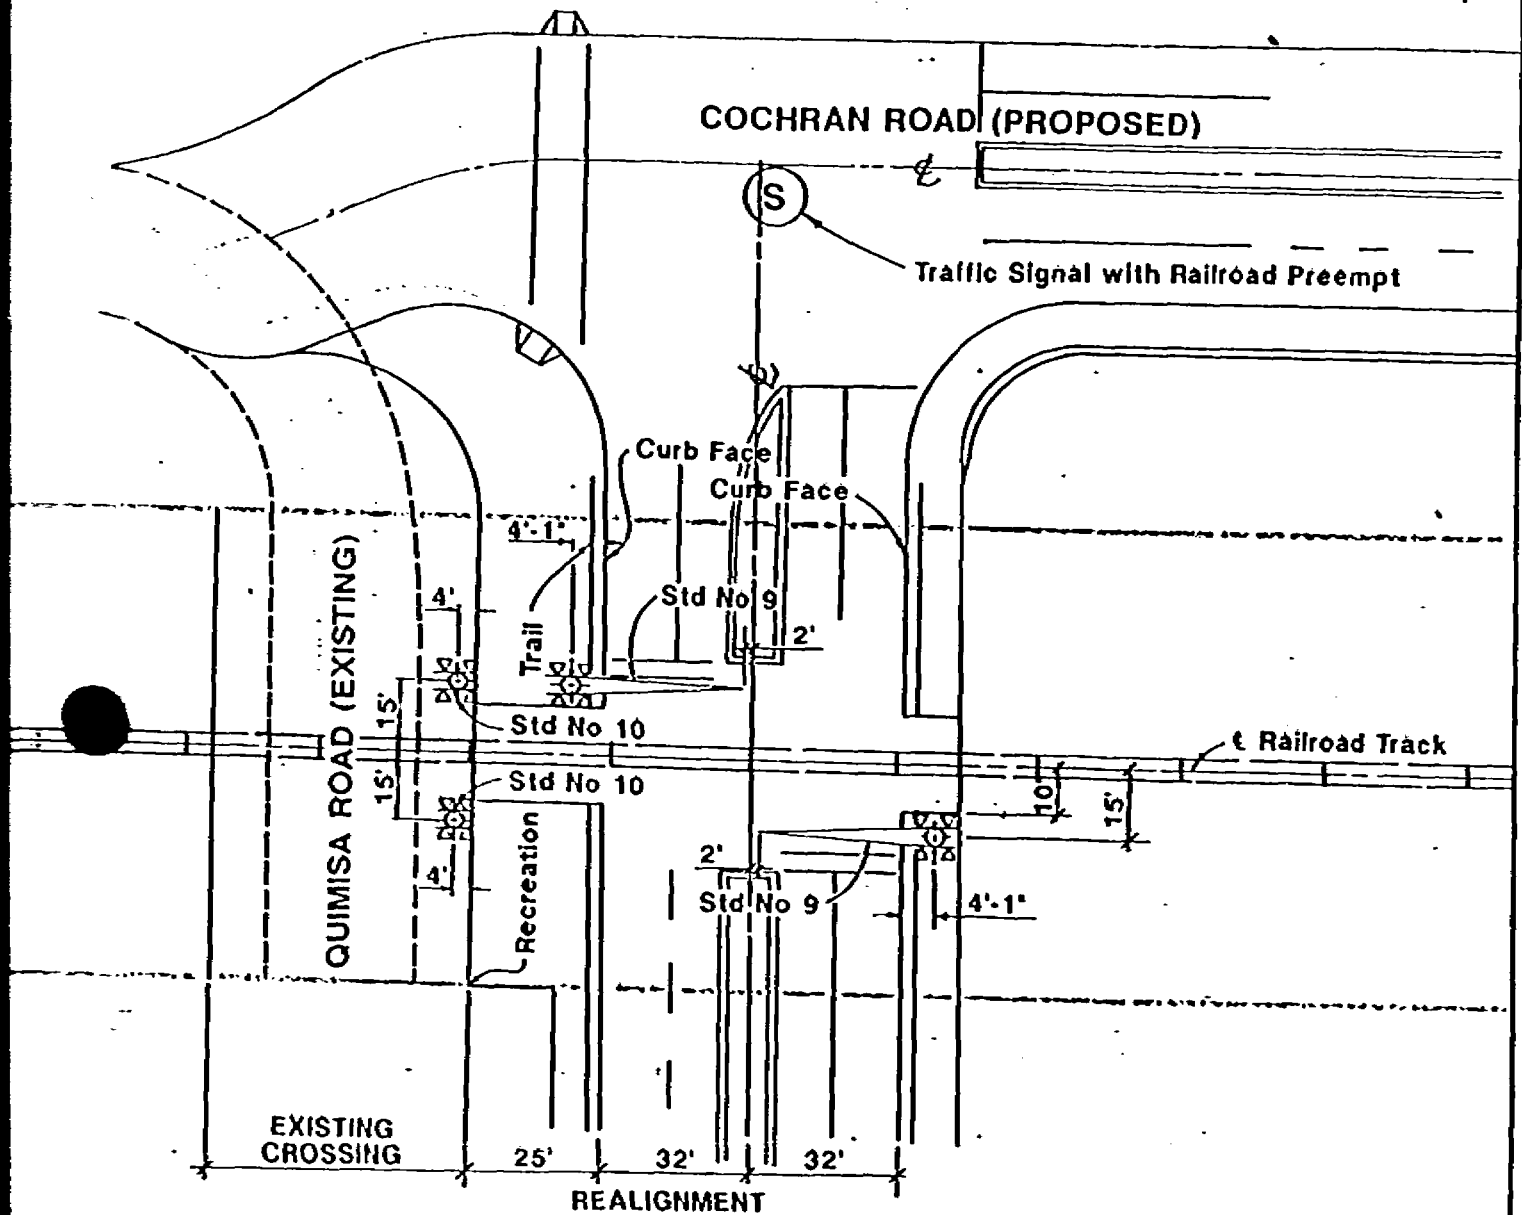 COCHRAN ROAD (PROPOSED)
℄
S
Traffic Signal with Railroad Preempt
℄
Curb Face
Curb Face
4'-1"
4'
Std No 9
2'
Trail
QUIMISA ROAD (EXISTING)
15'
Std No 10
℄ Railroad Track
15'
Std No 10
10'
15'
2'
4'
Recreation
Std No 9
4'-1"
EXISTING
CROSSING
25'
32'
32'
REALIGNMENT